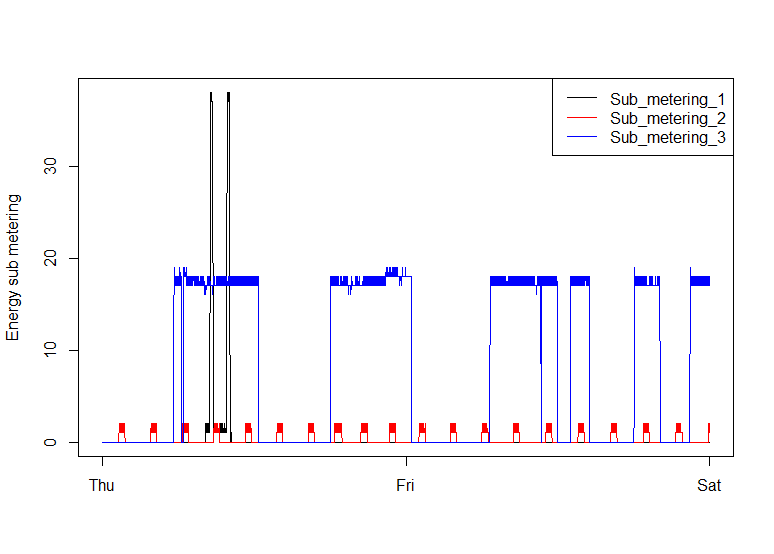 Sub_metering_1
Sub_metering_2
Sub_metering_3
Energy sub metering
30
20
10
0
Thu
Fri
Sat